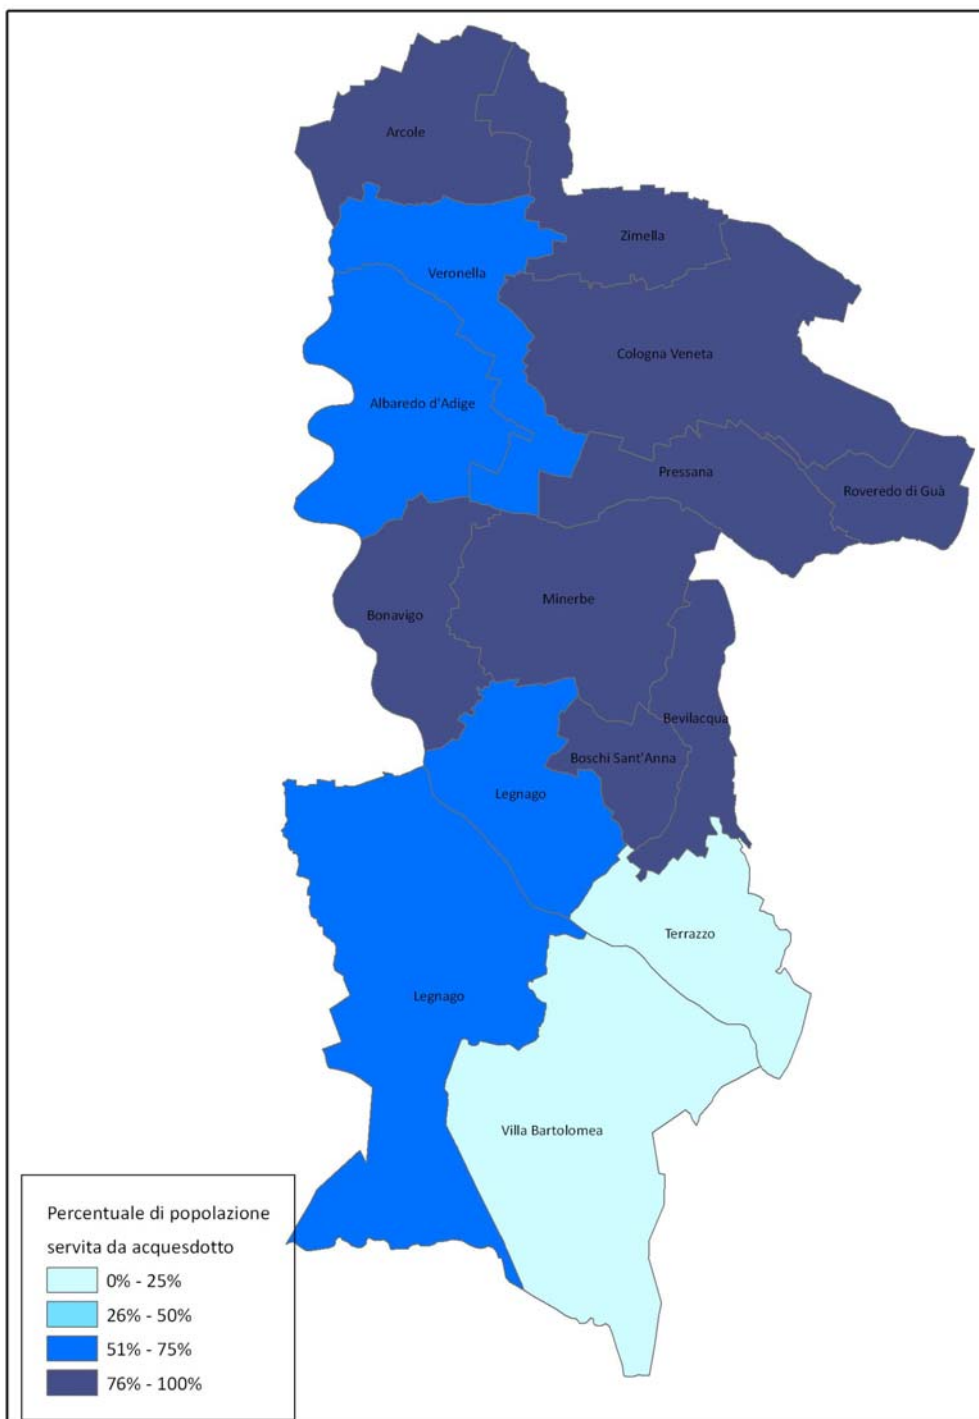 Arcole
Zimella
Veronella
Cologna Veneta
Albaredo d'Adige
Pressana
Roveredo di Guà
Minerbe
Bonavigo
Bevilacqua
Boschi Sant'Anna
Legnago
Terrazzo
Legnago
Villa Bartolomea
Percentuale di popolazione
servita da acquesdotto
0% - 25%
26% - 50%
51% - 75%
76% - 100%